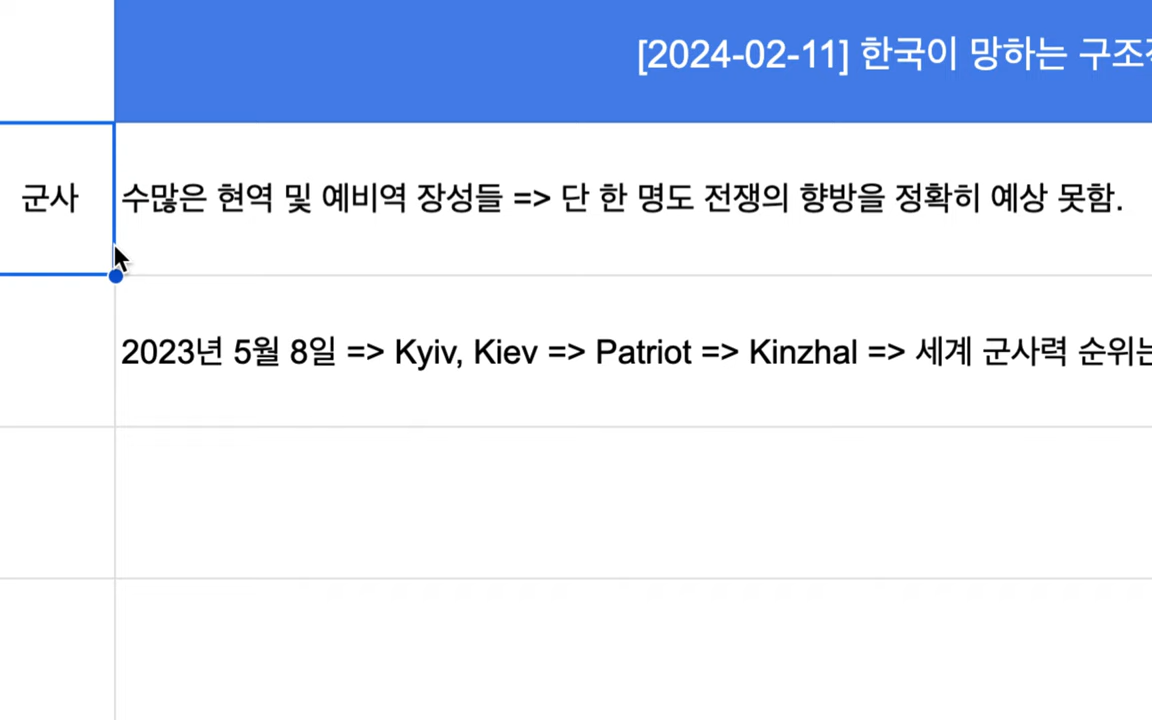 [2024-02-11] 한국이 망하는
군사
수많은 현역 및 예비역 장성들 => 단 한 명도 전쟁의 향방을 정확히 예상 못함.
2023년 5월 8일 => Kyiv, Kiev => Patriot => Kinzhal => 세계 군사력 순위는